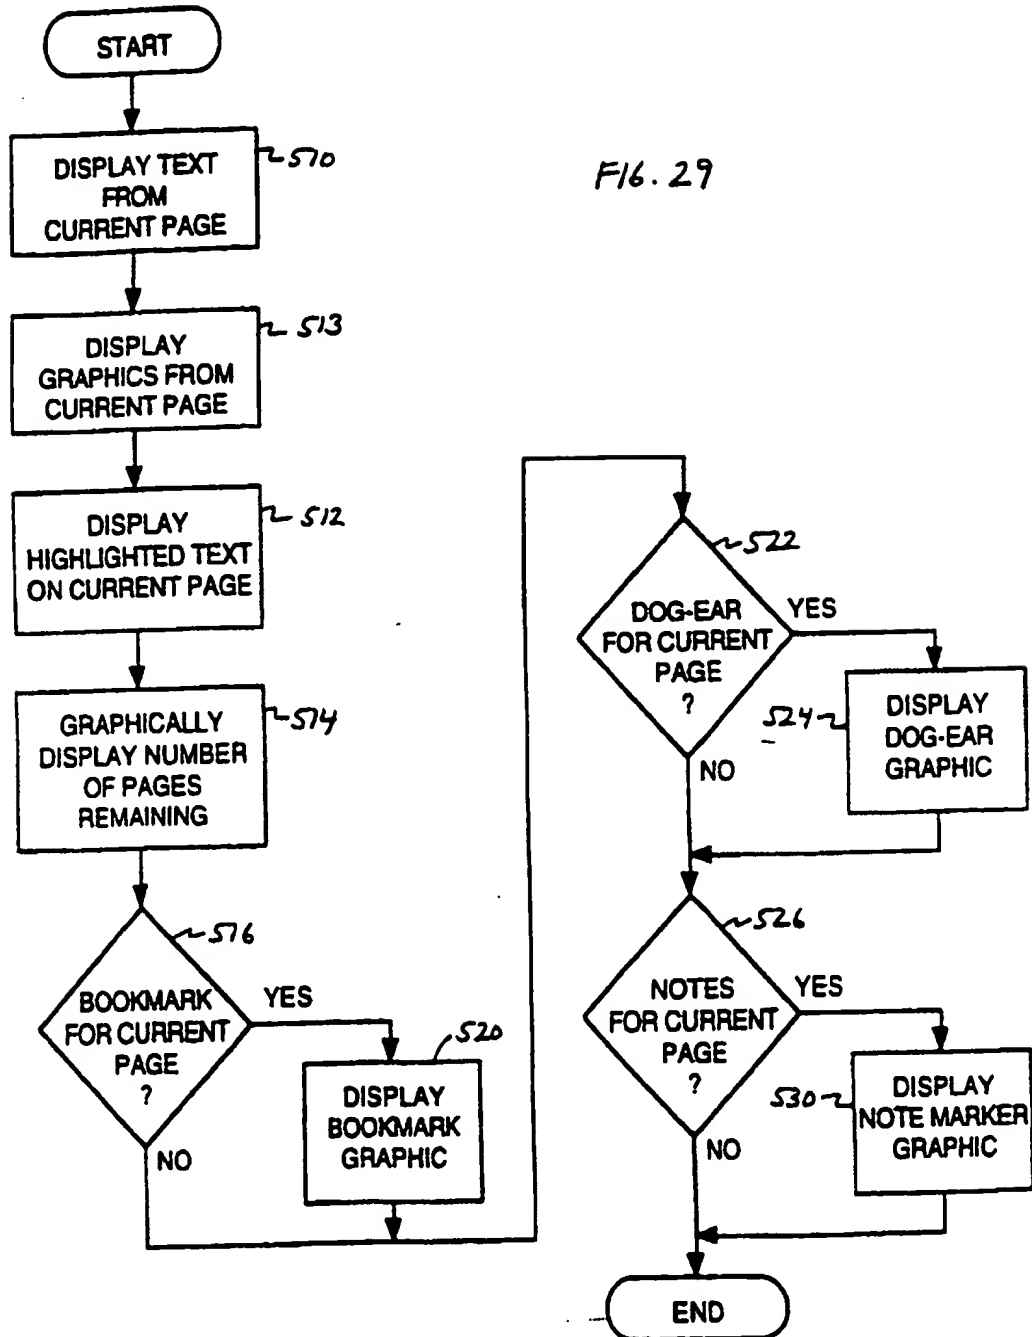 START
DISPLAY TEXT
FROM
CURRENT PAGE
510
FIG. 29
DISPLAY
GRAPHICS FROM
CURRENT PAGE
513
DISPLAY
HIGHLIGHTED TEXT
ON CURRENT PAGE
512
GRAPHICALLY
DISPLAY NUMBER
OF PAGES
REMAINING
514
BOOKMARK
FOR CURRENT
PAGE
?
516
YES
NO
520
DISPLAY
BOOKMARK
GRAPHIC
522
DOG-EAR
FOR CURRENT
PAGE
?
YES
NO
524
DISPLAY
DOG-EAR
GRAPHIC
526
NOTES
FOR CURRENT
PAGE
?
YES
NO
530
DISPLAY
NOTE MARKER
GRAPHIC
END